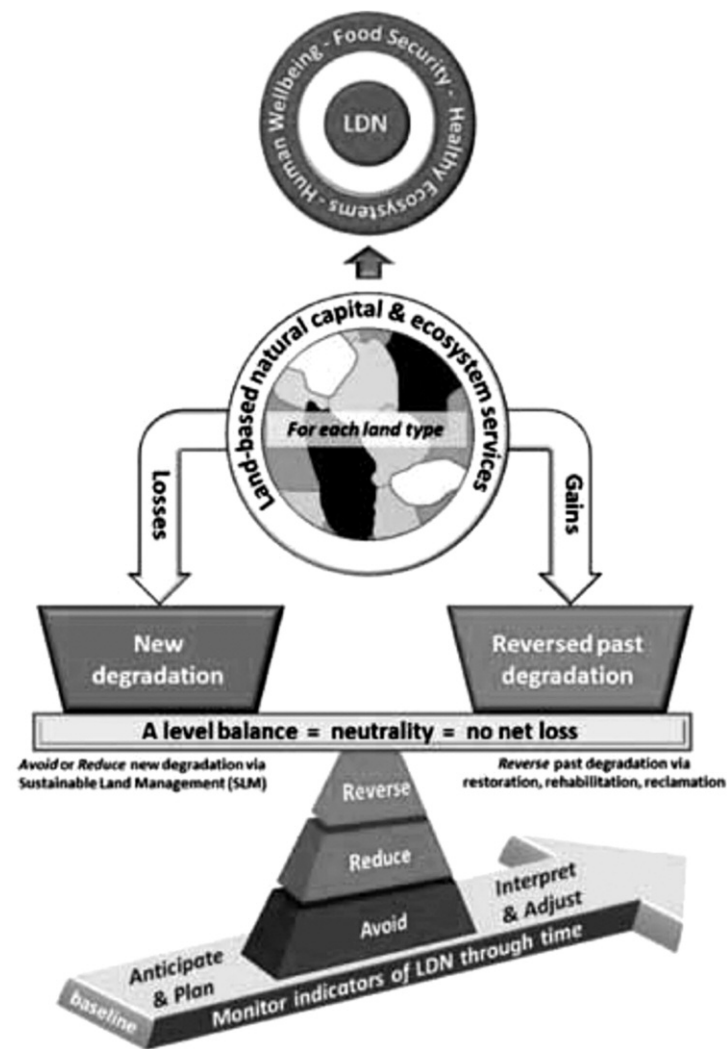 Human Wellbeing - Food Security - Healthy Ecosystems -
LDN
Land-based natural capital & ecosystem services
For each land type
Losses
Gains
New
degradation
Reversed past
degradation
A level balance = neutrality = no net loss
Avoid or Reduce new degradation via
Sustainable Land Management (SLM)
Reverse past degradation via
restoration, rehabilitation, reclamation
Reverse
Reduce
Avoid
Anticipate
& Plan
Interpret
& Adjust
baseline
Monitor indicators of LDN through time